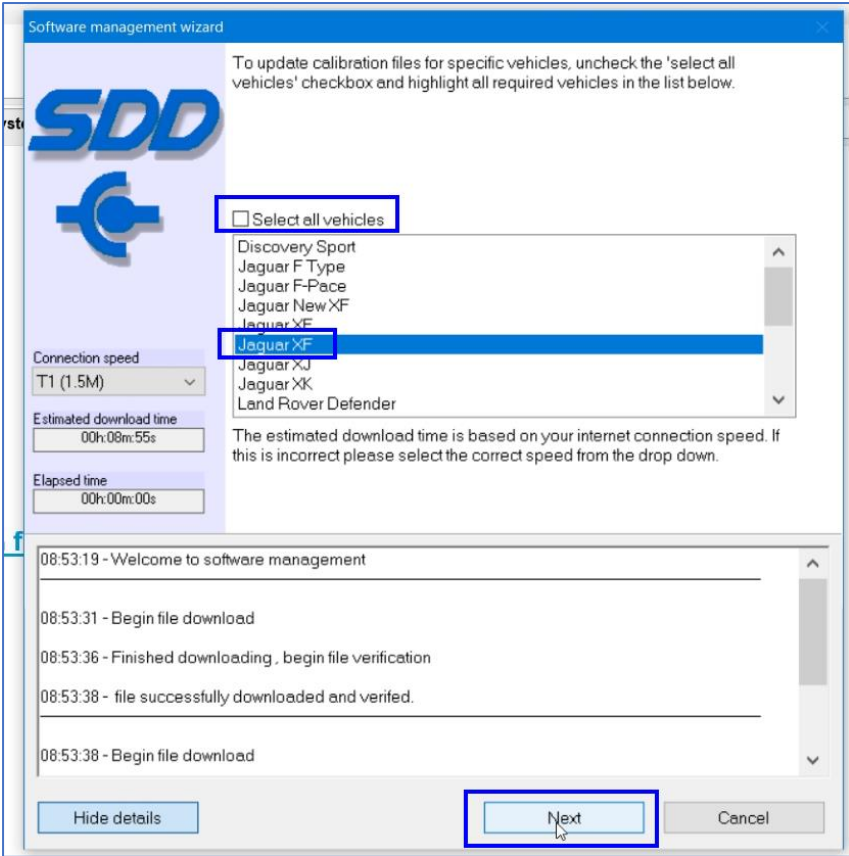 Software management wizard
To update calibration files for specific vehicles, uncheck the 'select all
vehicles' checkbox and highlight all required vehicles in the list below.
yste
SDD
Select all vehicles
Discovery Sport
Jaguar F Type
Jaguar F-Pace
Jaguar New XF
Jaguar XE
Jaguar XF
Jaguar XJ
Jaguar XK
Land Rover Defender
Connection speed
T1 (1.5M)
Estimated download time
00h:08m:55s
The estimated download time is based on your internet connection speed. If
this is incorrect please select the correct speed from the drop down.
Elapsed time
00h:00m:00s
f
08:53:19 - Welcome to software management
08:53:31 - Begin file download
08:53:36 - Finished downloading , begin file verification
08:53:38 - file successfully downloaded and verifed.
08:53:38 - Begin file download
Hide details
Next
Cancel